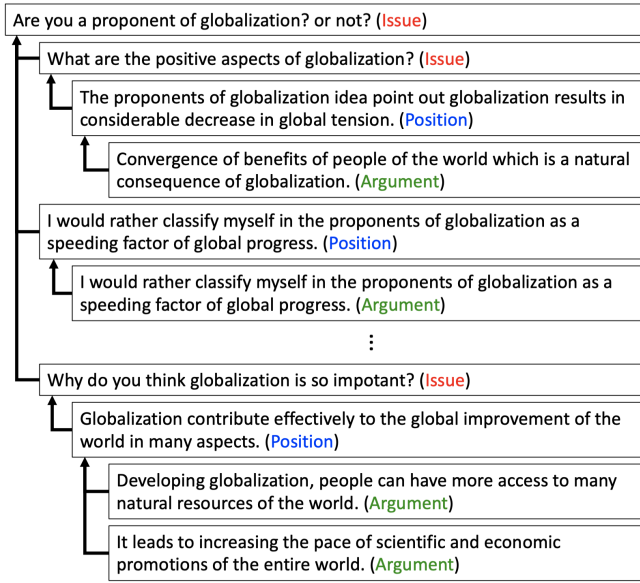 Are you a proponent of globalization? or not? (Issue)
What are the positive aspects of globalization? (Issue)
The proponents of globalization idea point out globalization results in
considerable decrease in global tension. (Position)
Convergence of benefits of people of the world which is a natural
consequence of globalization. (Argument)
I would rather classify myself in the proponents of globalization as a
speeding factor of global progress. (Position)
I would rather classify myself in the proponents of globalization as a
speeding factor of global progress. (Argument)
Why do you think globalization is so impotant? (Issue)
Globalization contribute effectively to the global improvement of the
world in many aspects. (Position)
Developing globalization, people can have more access to many
natural resources of the world. (Argument)
It leads to increasing the pace of scientific and economic
promotions of the entire world. (Argument)